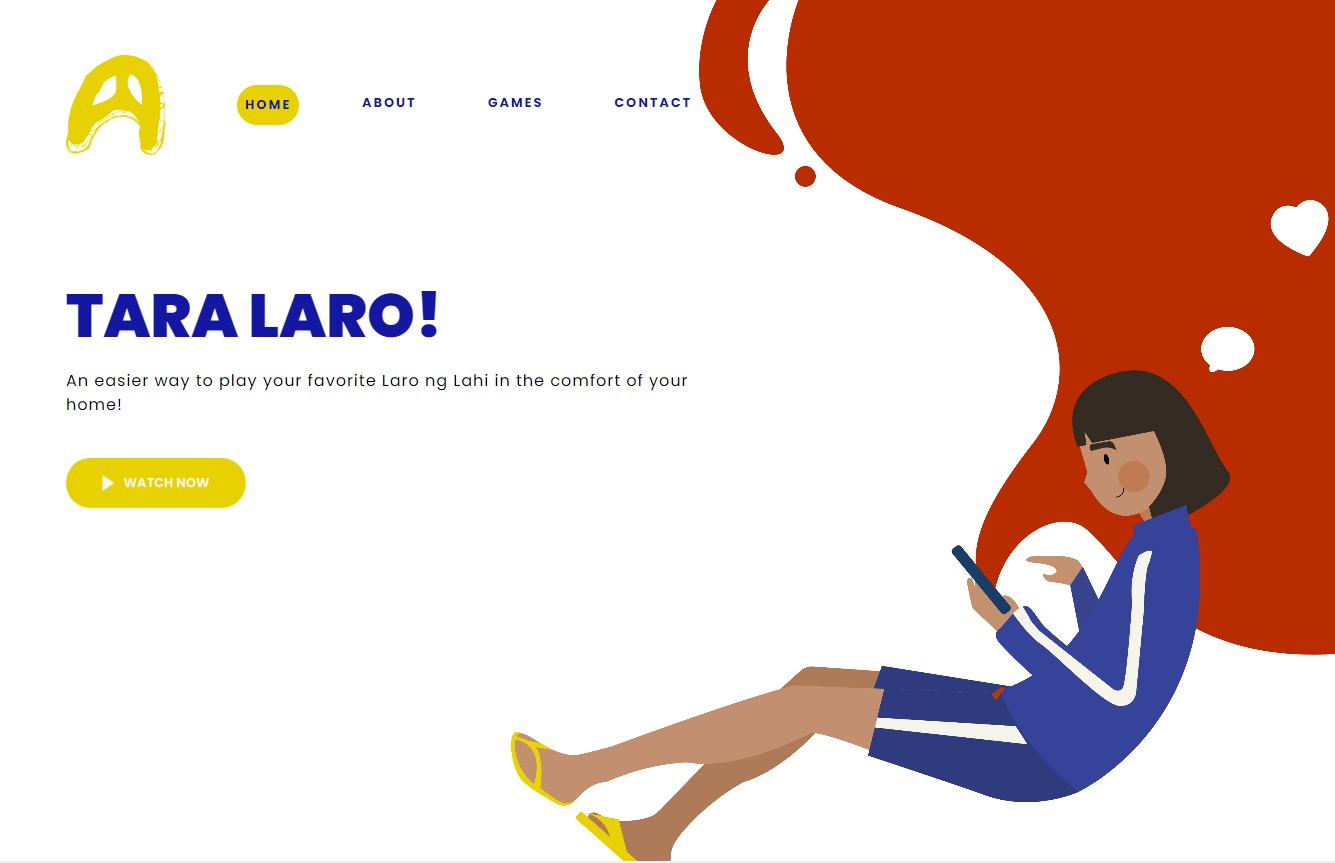 A
HOME
ABOUT
GAMES
CONTACT
TARA LARO!
An easier way to play your favorite Laro ng Lahi in the comfort of your
home!
WATCH NOW